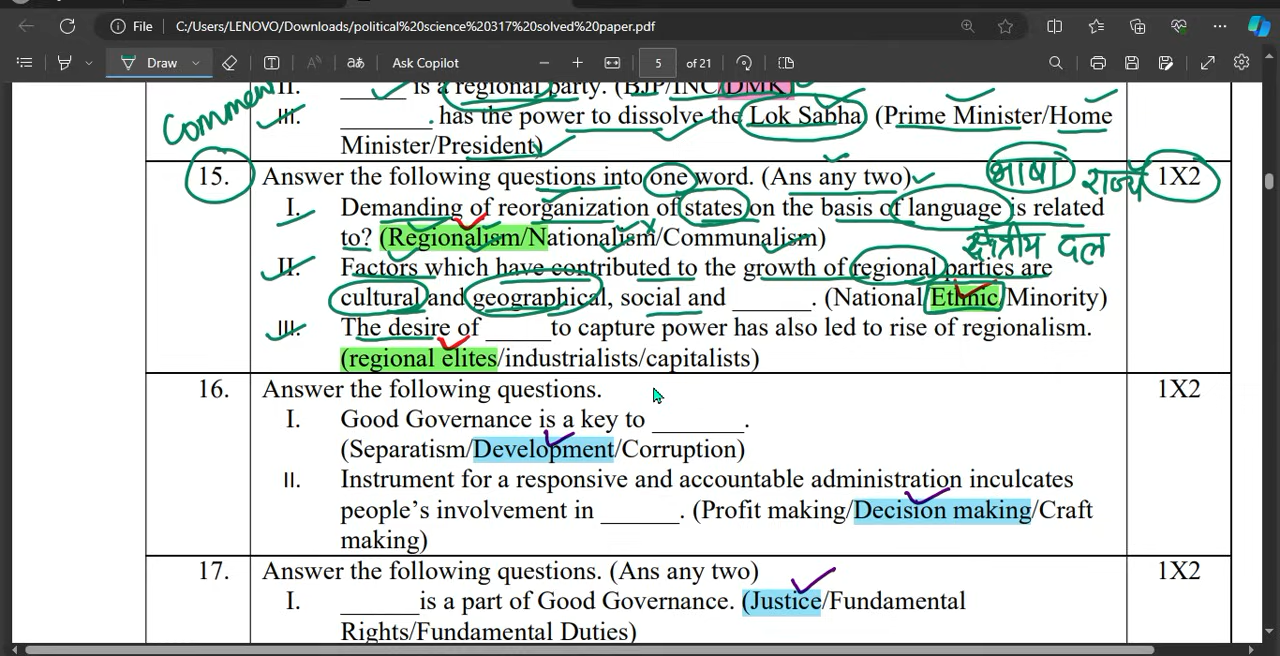 File C:/Users/LENOVO/Downloads/political%20science%20317%20solved%20paper.pdf
Draw Ask Copilot 5 of 21
II. ______ is a regional party. (BJP/INC/DMK)
Commen
III. ________. has the power to dissolve the Lok Sabha (Prime Minister/Home
Minister/President)
15. Answer the following questions into one word. (Ans any two) भाषा राज्य 1X2
I. Demanding of reorganization of states on the basis of language is related
to? (Regionalism/Nationalism/Communalism) क्षेत्रीय दल
II. Factors which have contributed to the growth of regional parties are
cultural and geographical, social and ______. (National/Ethnic/Minority)
III. The desire of _____ to capture power has also led to rise of regionalism.
(regional elites/industrialists/capitalists)
16. Answer the following questions. 1X2
I. Good Governance is a key to ________.
(Separatism/Development/Corruption)
II. Instrument for a responsive and accountable administration inculcates
people’s involvement in ______. (Profit making/Decision making/Craft
making)
17. Answer the following questions. (Ans any two) 1X2
I. ______is a part of Good Governance. (Justice/Fundamental
Rights/Fundamental Duties)